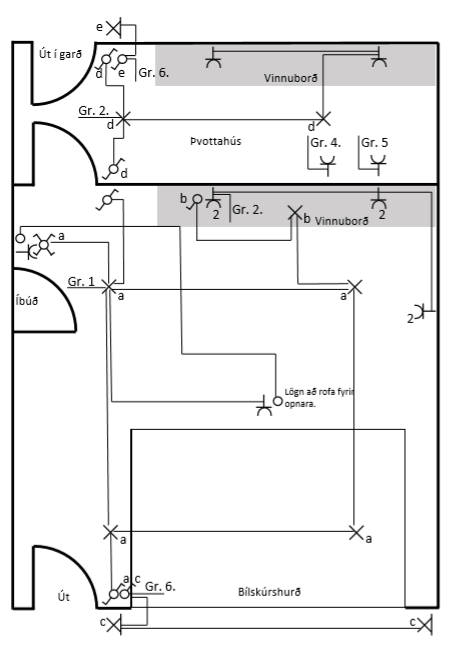 e
Út í garð
d e Gr. 6.
Vinnuborð
Gr. 2.
d
d
Þvottahús
Gr. 4.
Gr. 5
d
b
2
Gr. 2.
2
b
Vinnuborð
a
Gr. 1
a
a
Íbúð
2
Lögn að rofa fyrir
opnara.
a
a
a c
Gr. 6.
Út
Bílskúrshurð
c
c